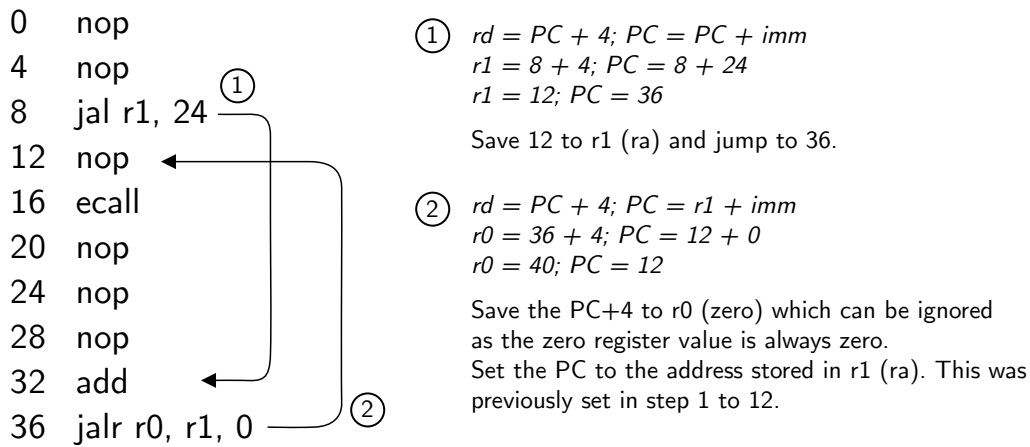 0 nop
4 nop
8 jal r1, 24
12 nop
16 ecall
20 nop
24 nop
28 nop
32 add
36 jalr r0, r1, 0
1
2
1 rd = PC + 4; PC = PC + imm
r1 = 8 + 4; PC = 8 + 24
r1 = 12; PC = 36
Save 12 to r1 (ra) and jump to 36.
2 rd = PC + 4; PC = r1 + imm
r0 = 36 + 4; PC = 12 + 0
r0 = 40; PC = 12
Save the PC+4 to r0 (zero) which can be ignored
as the zero register value is always zero.
Set the PC to the address stored in r1 (ra). This was
previously set in step 1 to 12.